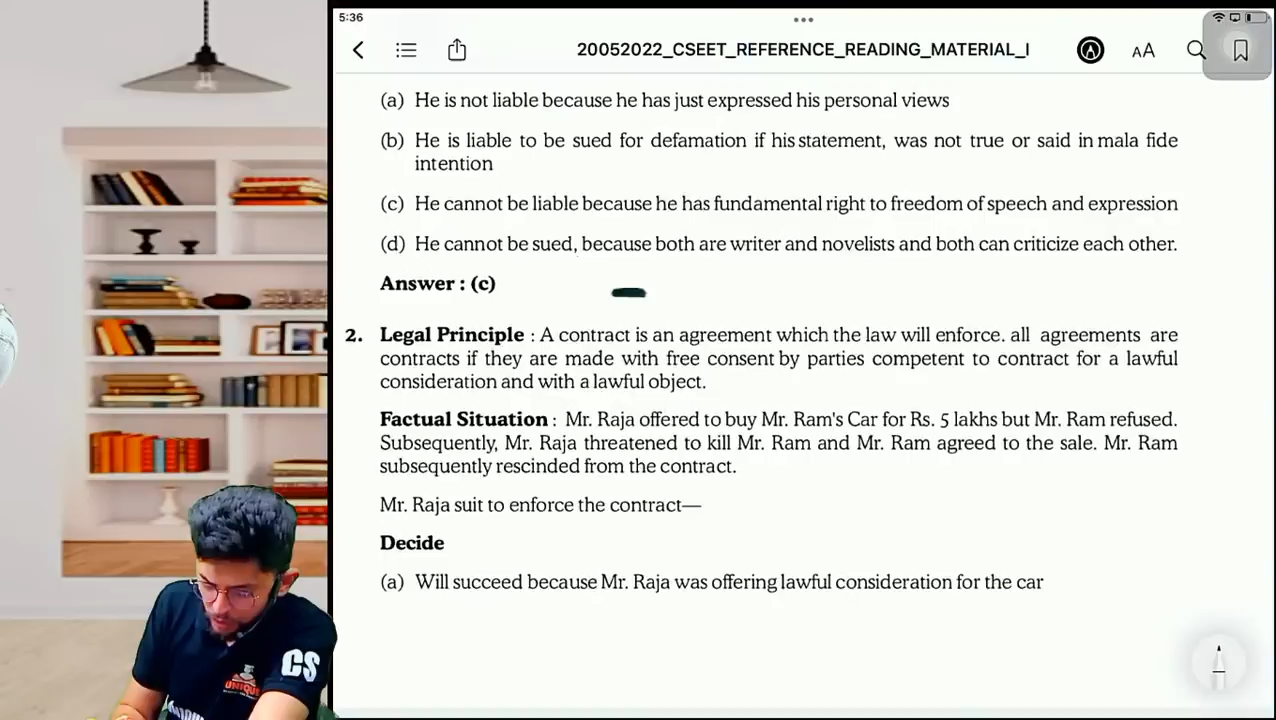 5:36
20052022_CSEET_REFERENCE_READING_MATERIAL_I
AA
(a) He is not liable because he has just expressed his personal views
(b) He is liable to be sued for defamation if his statement, was not true or said in mala fide
intention
(c) He cannot be liable because he has fundamental right to freedom of speech and expression
(d) He cannot be sued, because both are writer and novelists and both can criticize each other.
Answer : (c)
2. Legal Principle : A contract is an agreement which the law will enforce. all agreements are
contracts if they are made with free consent by parties competent to contract for a lawful
consideration and with a lawful object.
Factual Situation : Mr. Raja offered to buy Mr. Ram's Car for Rs. 5 lakhs but Mr. Ram refused.
Subsequently, Mr. Raja threatened to kill Mr. Ram and Mr. Ram agreed to the sale. Mr. Ram
subsequently rescinded from the contract.
Mr. Raja suit to enforce the contract—
Decide
(a) Will succeed because Mr. Raja was offering lawful consideration for the car
CS
UNIQUE